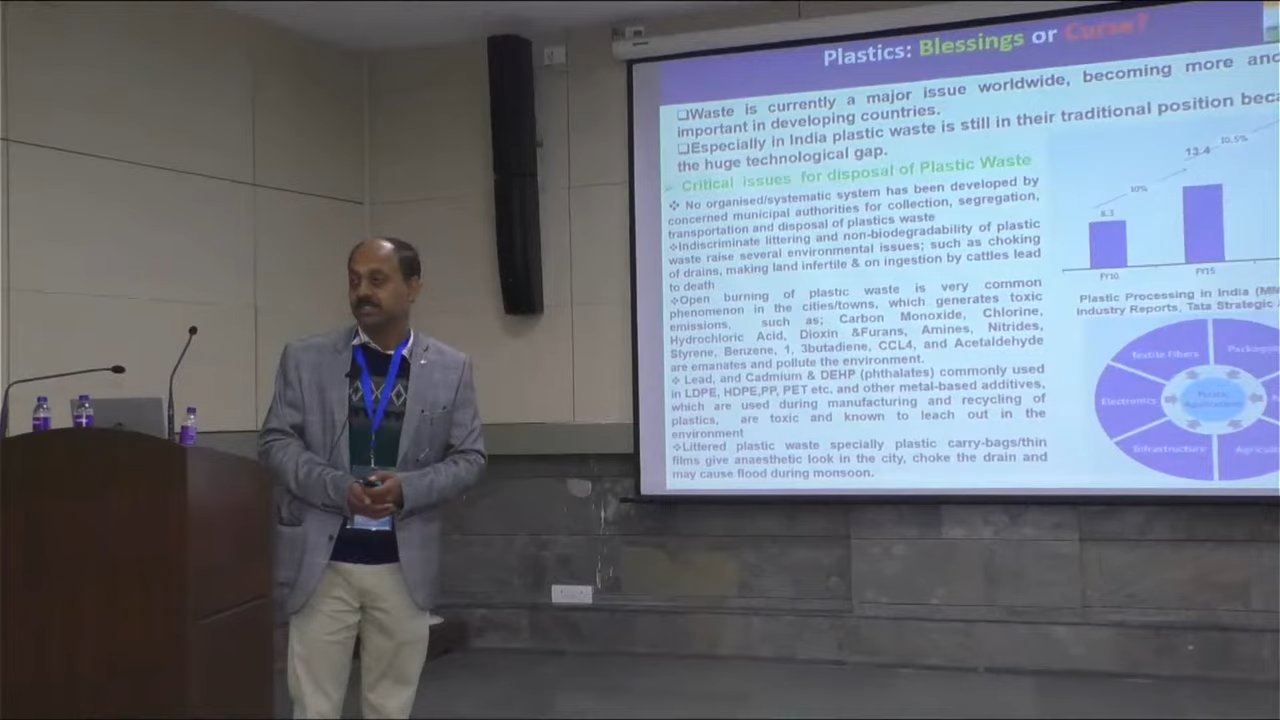 Plastics: Blessings or Curse?
❑Waste is currently a major issue worldwide, becoming more and
important in developing countries.
❑Especially in India plastic waste is still in their traditional position
the huge technological gap.
Critical issues for disposal of Plastic Waste
❖ No organised/systematic system has been developed by
concerned municipal authorities for collection, segregation,
transportation and disposal of plastics waste
❖Indiscriminate littering and non-biodegradability of plastic
waste raise several environmental issues; such as choking
of drains, making land infertile & on ingestion by cattles lead
to death
❖Open burning of plastic waste is very common
phenomenon in the cities/towns, which generates toxic
emissions, such as; Carbon Monoxide, Chlorine,
Hydrochloric Acid, Dioxin &Furans, Amines, Nitrides,
Styrene, Benzene, 1, 3butadiene, CCL4, and Acetaldehyde
are emanates and pollute the environment.
❖ Lead, and Cadmium & DEHP (phthalates) commonly used
in LDPE, HDPE,PP, PET etc. and other metal-based additives,
which are used during manufacturing and recycling of
plastics, are toxic and known to leach out in the
environment
❖Littered plastic waste specially plastic carry-bags/thin
films give anaesthetic look in the city, choke the drain and
may cause flood during monsoon.
10.5%
13.4
10%
8.3
FY10 FY15
Plastic Processing in India
Industry Reports, Tata Strategic
Textile Fibers
Electronics
Plastic
Applications
Infrastructure